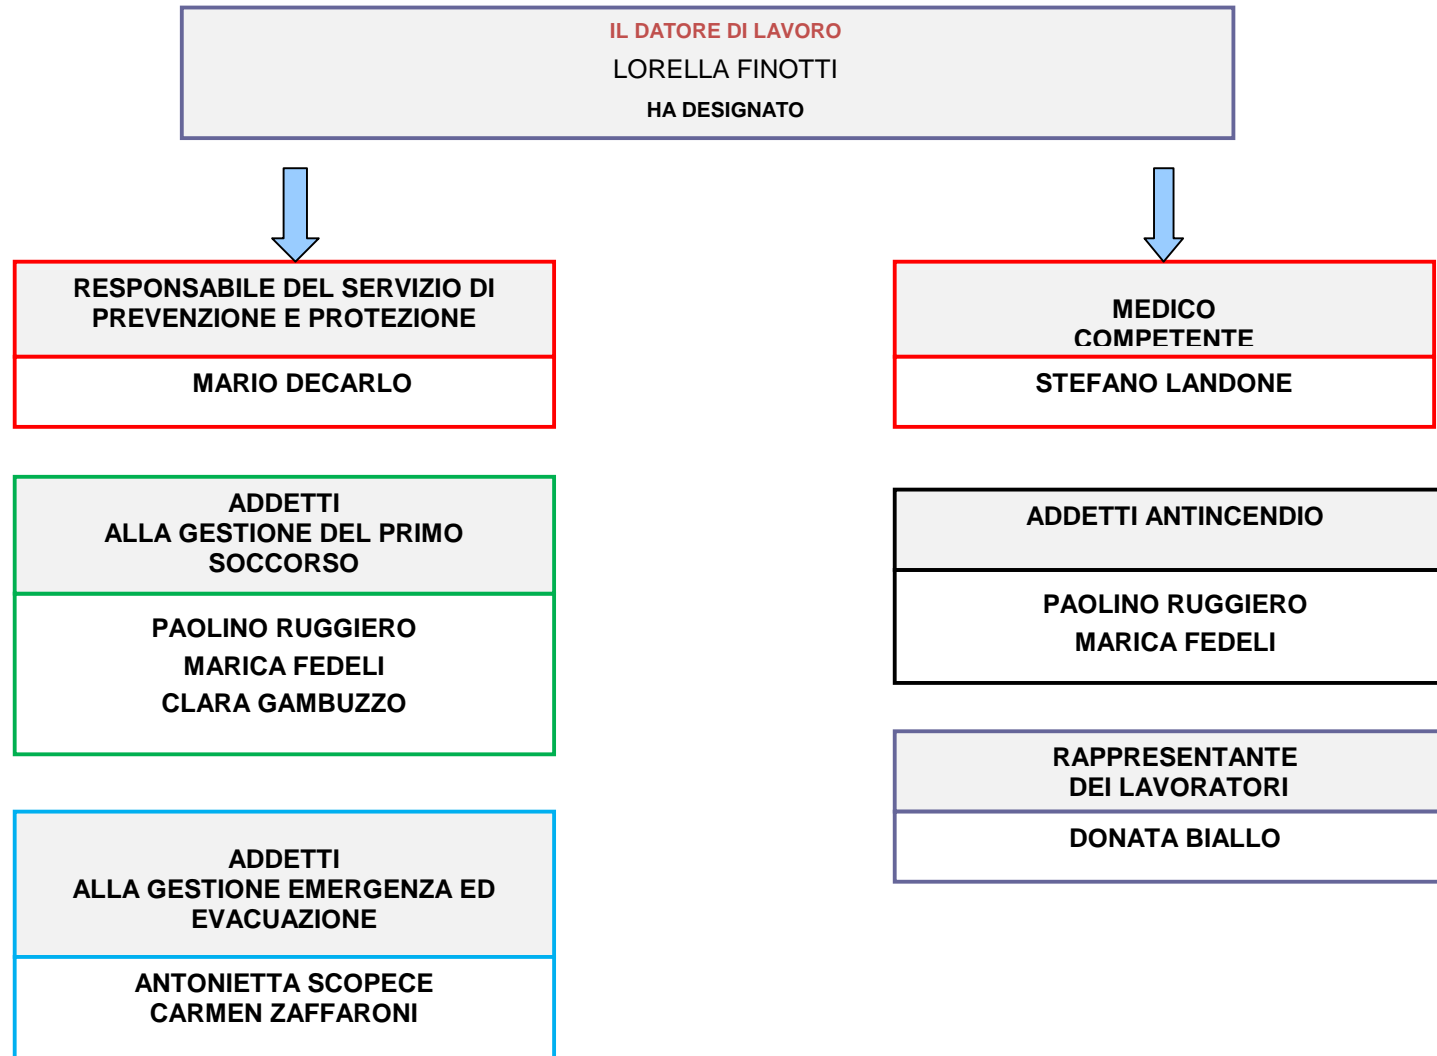 IL DATORE DI LAVORO
LORELLA FINOTTI
HA DESIGNATO
RESPONSABILE DEL SERVIZIO DI
PREVENZIONE E PROTEZIONE
MARIO DECARLO
MEDICO
COMPETENTE
STEFANO LANDONE
ADDETTI
ALLA GESTIONE DEL PRIMO
SOCCORSO
PAOLINO RUGGIERO
MARICA FEDELI
CLARA GAMBUZZO
ADDETTI ANTINCENDIO
PAOLINO RUGGIERO
MARICA FEDELI
RAPPRESENTANTE
DEI LAVORATORI
DONATA BIALLO
ADDETTI
ALLA GESTIONE EMERGENZA ED
EVACUAZIONE
ANTONIETTA SCOPECE
CARMEN ZAFFARONI